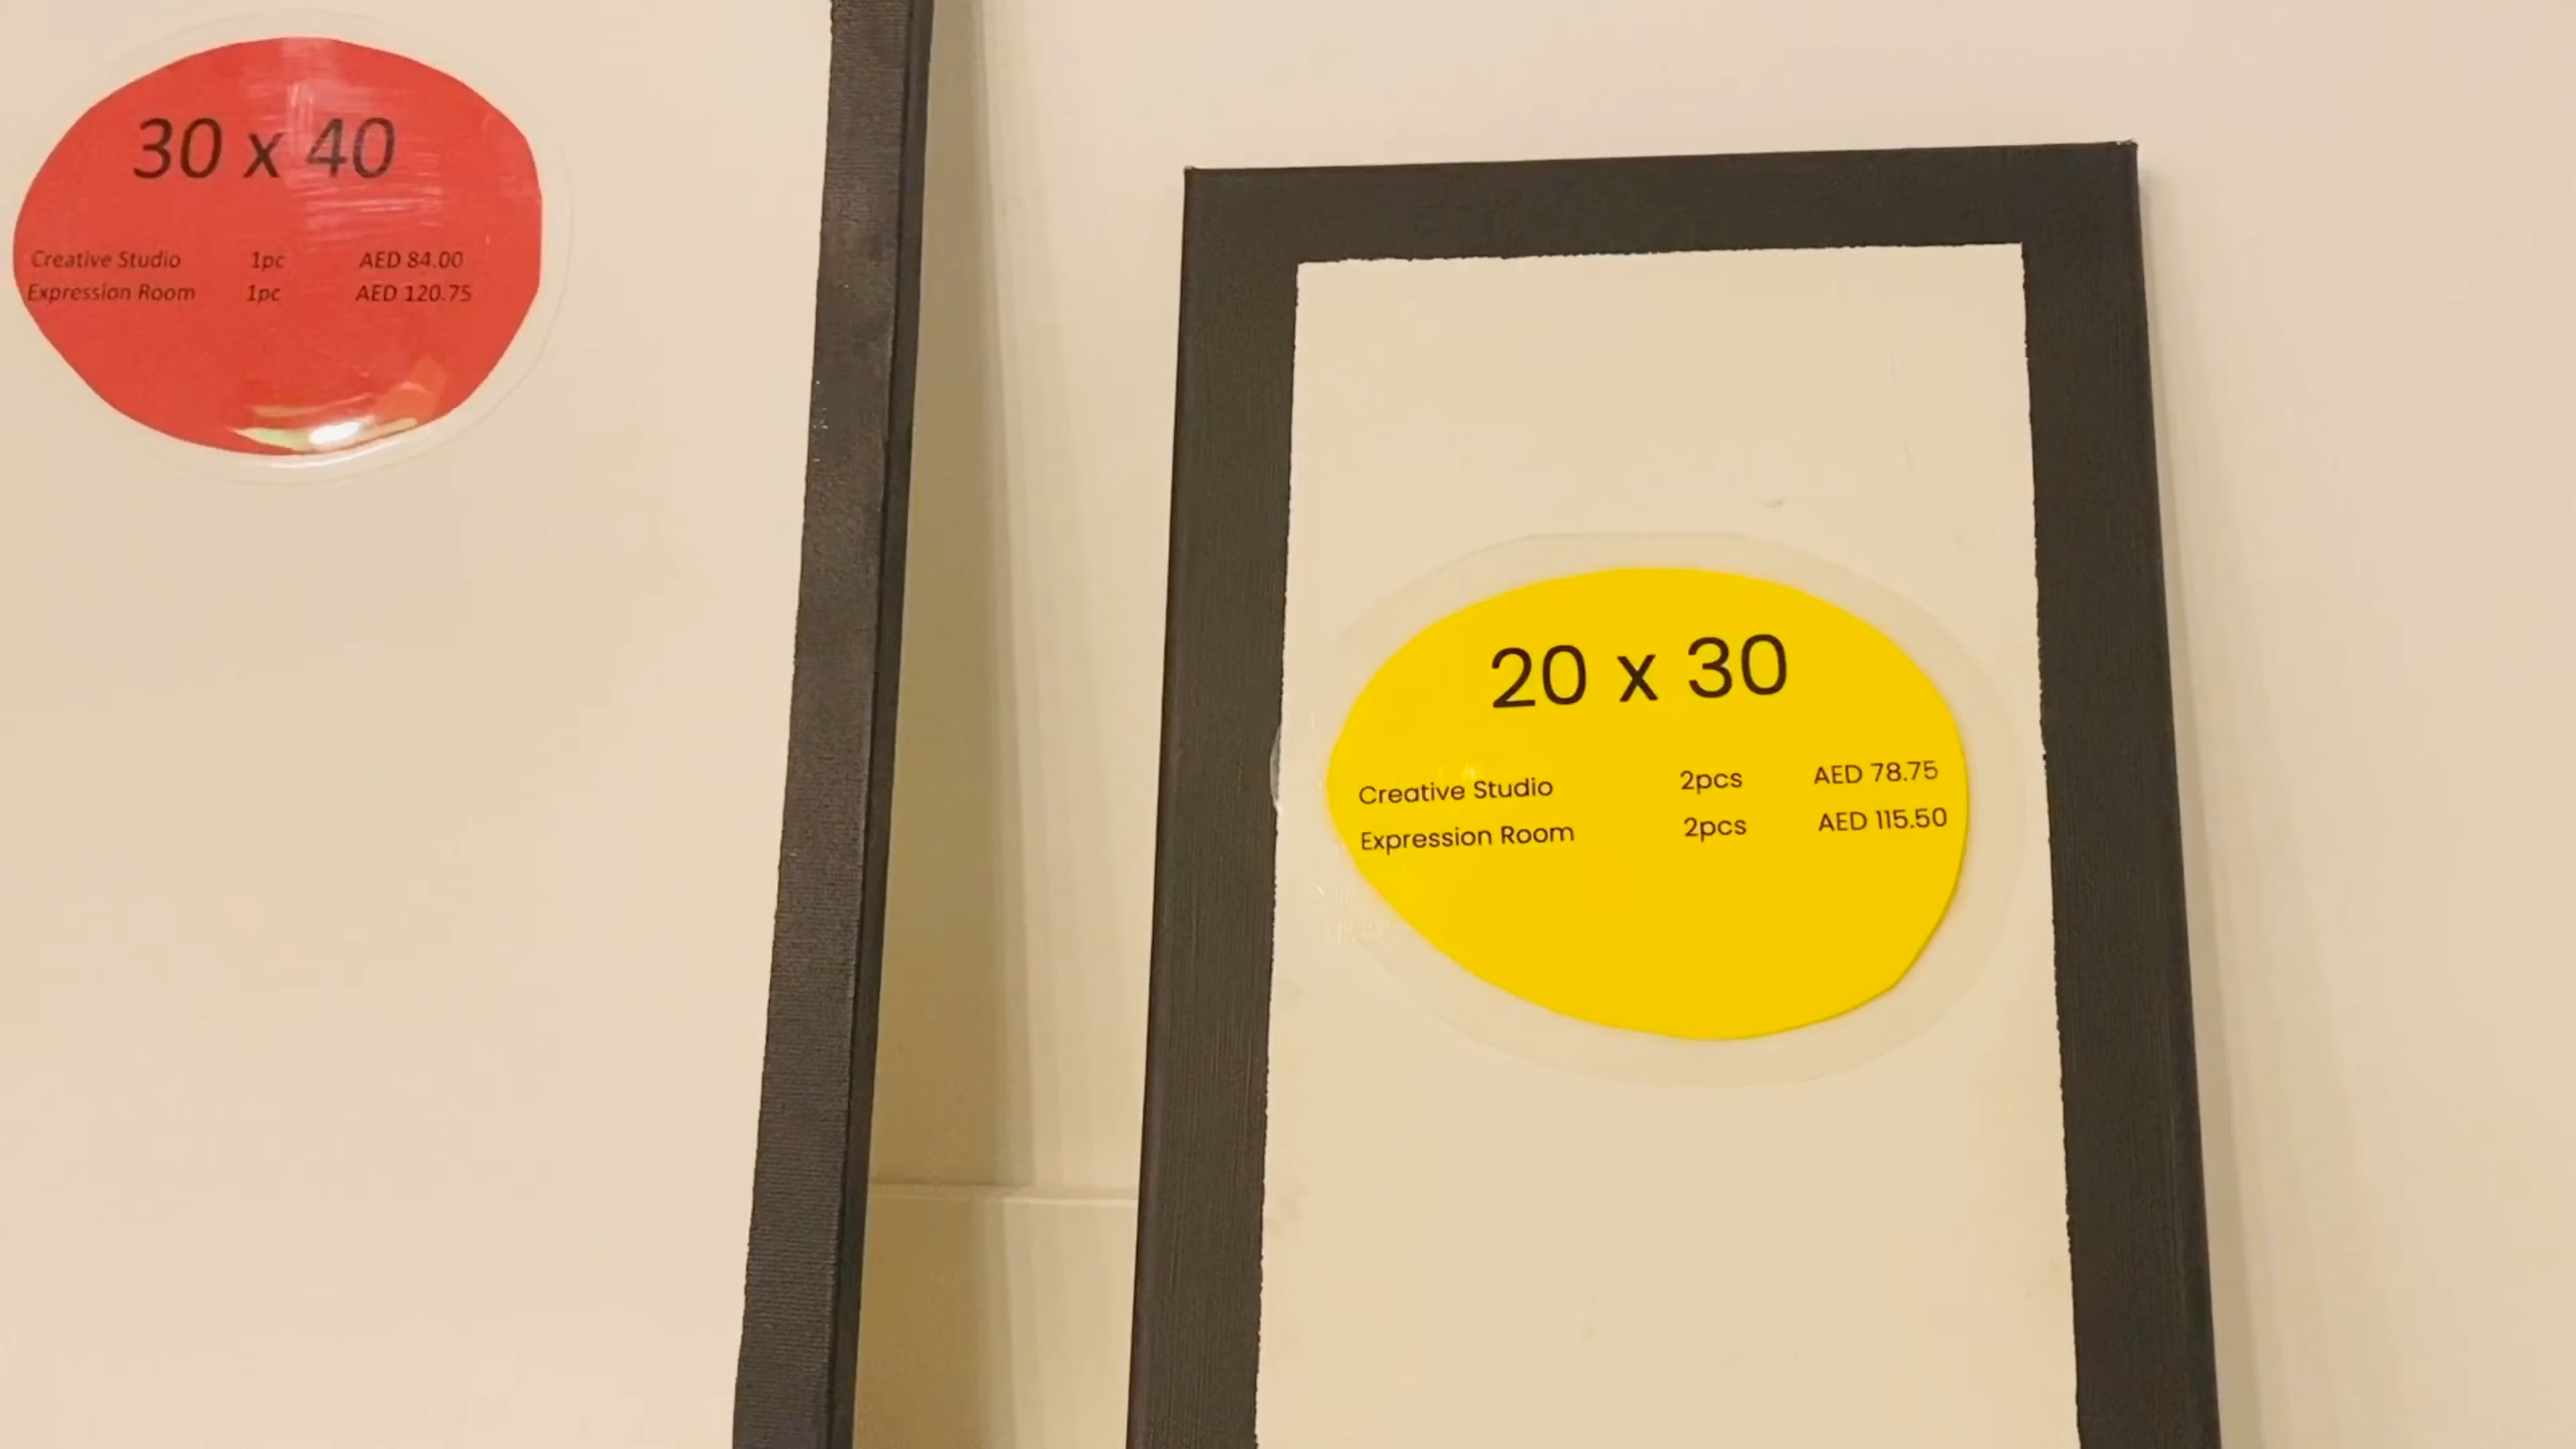 30 x 40
Creative Studio 1pc AED 84.00
Expression Room 1pc AED 120.75
20 x 30
Creative Studio 2pcs AED 78.75
Expression Room 2pcs AED 115.50